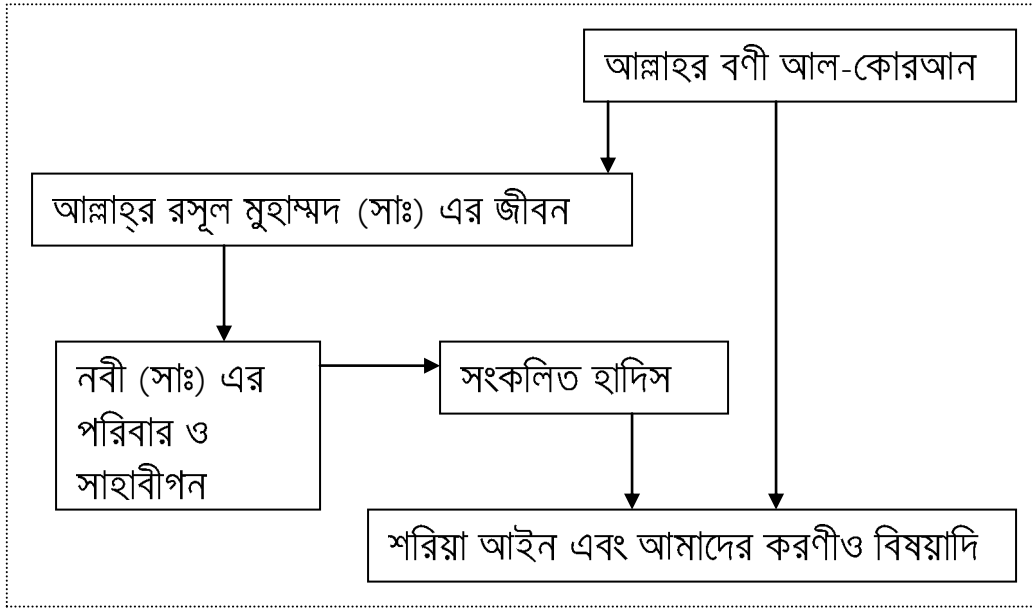 আল্লাহর বণী আল-কোরআন
আল্লাহ্‌র রসূল মুহাম্মদ (সাঃ) এর জীবন
নবী (সাঃ) এর
পরিবার ও
সাহাবীগন
সংকলিত হাদিস
শরিয়া আইন এবং আমাদের করণীও বিষয়াদি